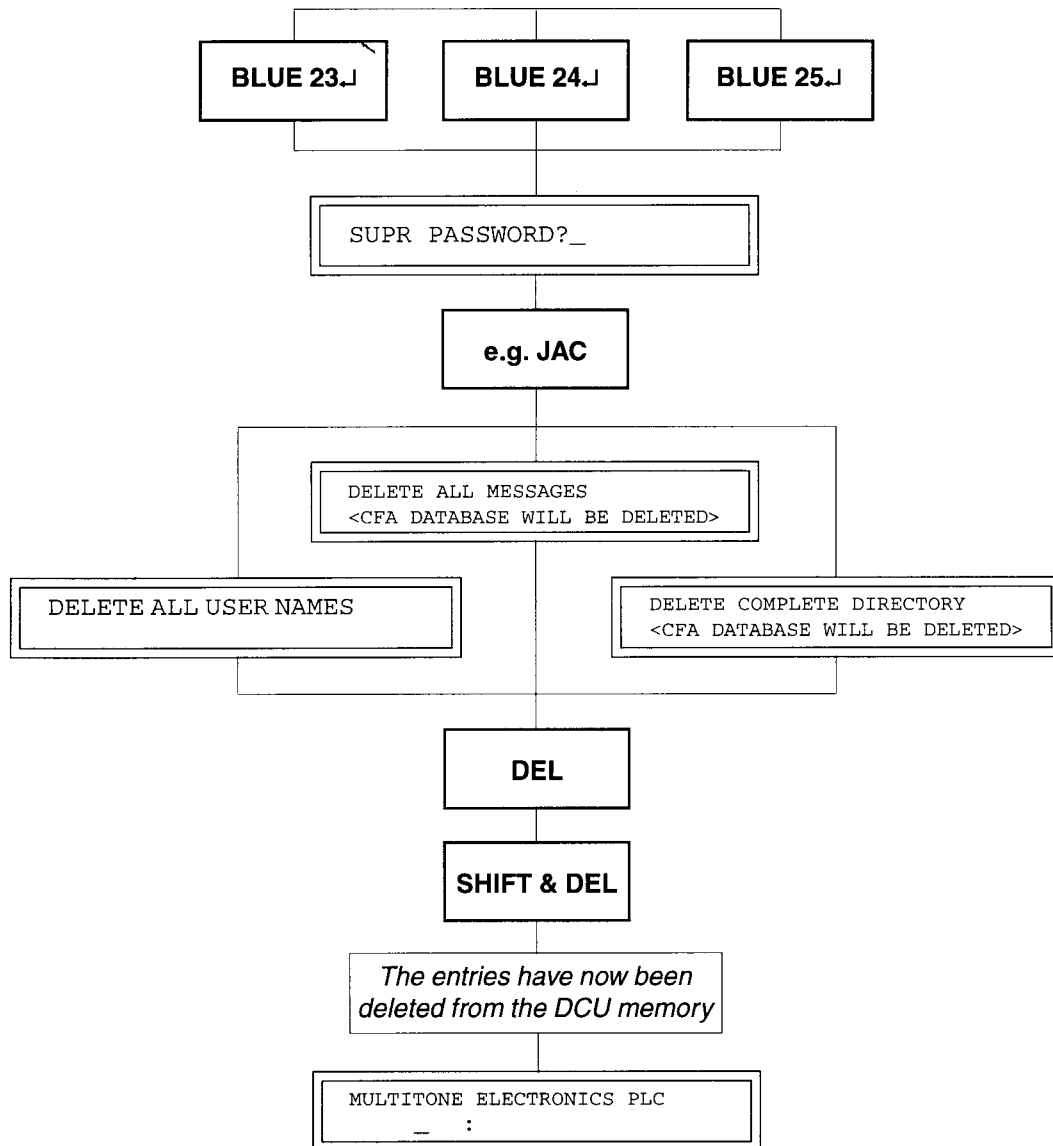 BLUE 23↵
BLUE 24↵
BLUE 25↵
SUPR PASSWORD?_
e.g. JAC
DELETE ALL MESSAGES
<CFA DATABASE WILL BE DELETED>
DELETE ALL USER NAMES
DELETE COMPLETE DIRECTORY
<CFA DATABASE WILL BE DELETED>
DEL
SHIFT & DEL
The entries have now been
deleted from the DCU memory
MULTITONE ELECTRONICS PLC
_ :